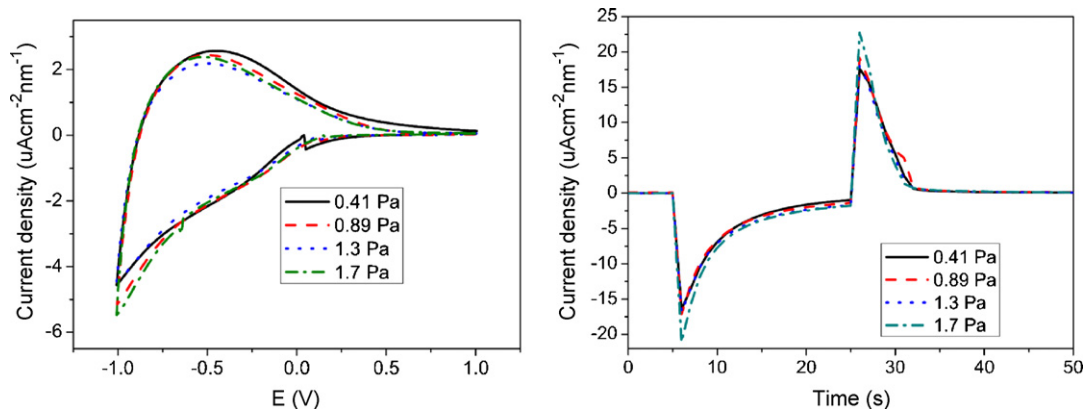 Current density (uAcm-2nm-1)
2
0
-2
-4
-6
-1.0 -0.5 0.0 0.5 1.0
E (V)
0.41 Pa
0.89 Pa
1.3 Pa
1.7 Pa
Current density (uAcm-2nm-1)
25
20
15
10
5
0
-5
-10
-15
-20
0 10 20 30 40 50
Time (s)
0.41 Pa
0.89 Pa
1.3 Pa
1.7 Pa